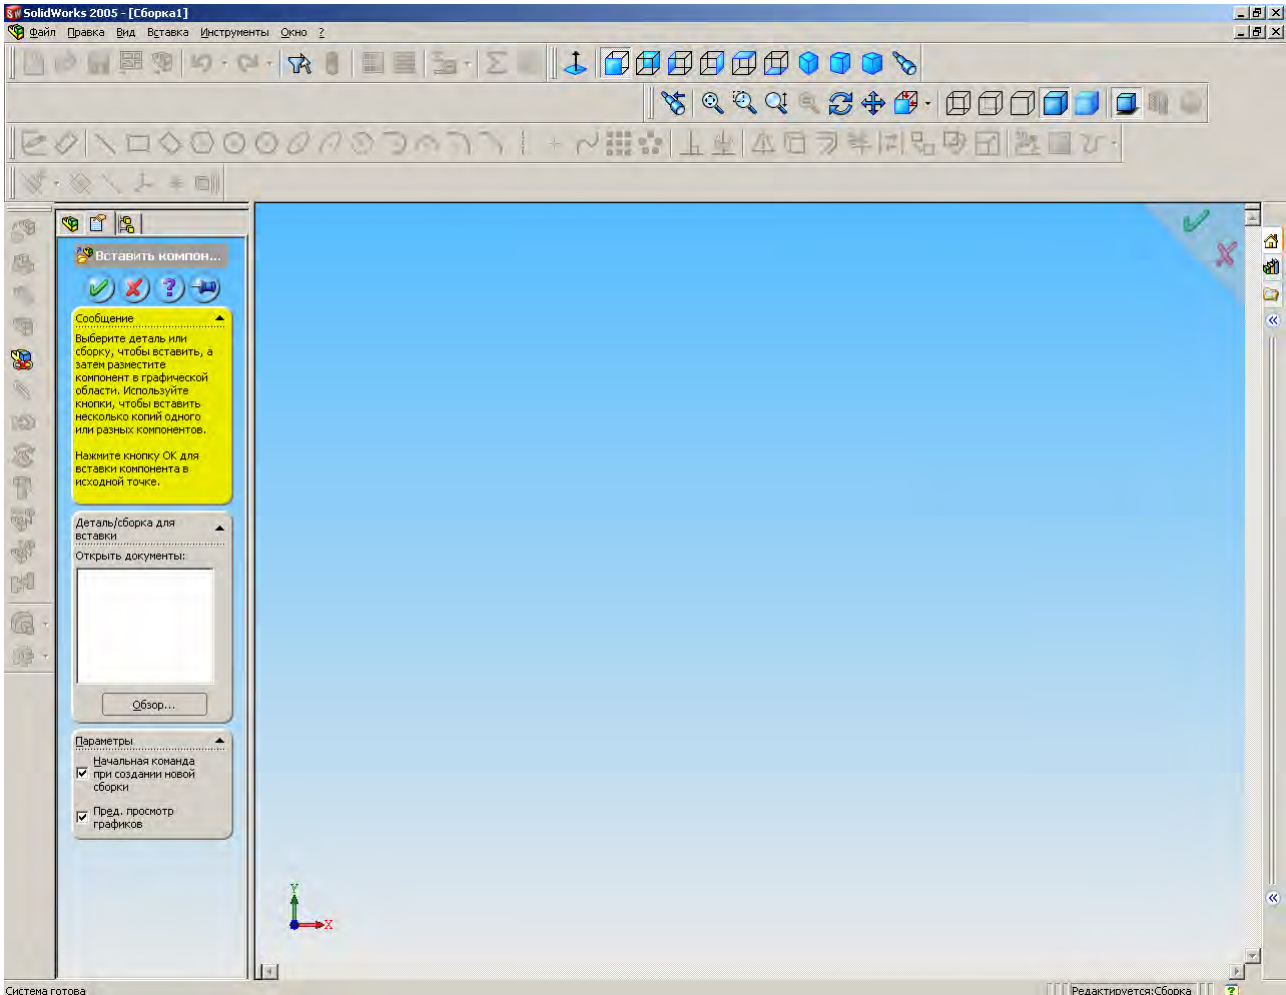 SolidWorks 2005 - [Сборка1]
Файл Правка Вид Вставка Инструменты Окно ?
Вставить компон...
Сообщение
Выберите деталь или
сборку, чтобы вставить, а
затем разместите
компонент в графической
области. Используйте
кнопки, чтобы вставить
несколько копий одного
или разных компонентов.
Нажмите кнопку ОК для
вставки компонента в
исходной точке.
Деталь/сборка для
вставки
Открыть документы:
Обзор...
Параметры
Начальная команда
при создании новой
сборки
Пред. просмотр
графиков
Y
X
Система готова
Редактируется:Сборка